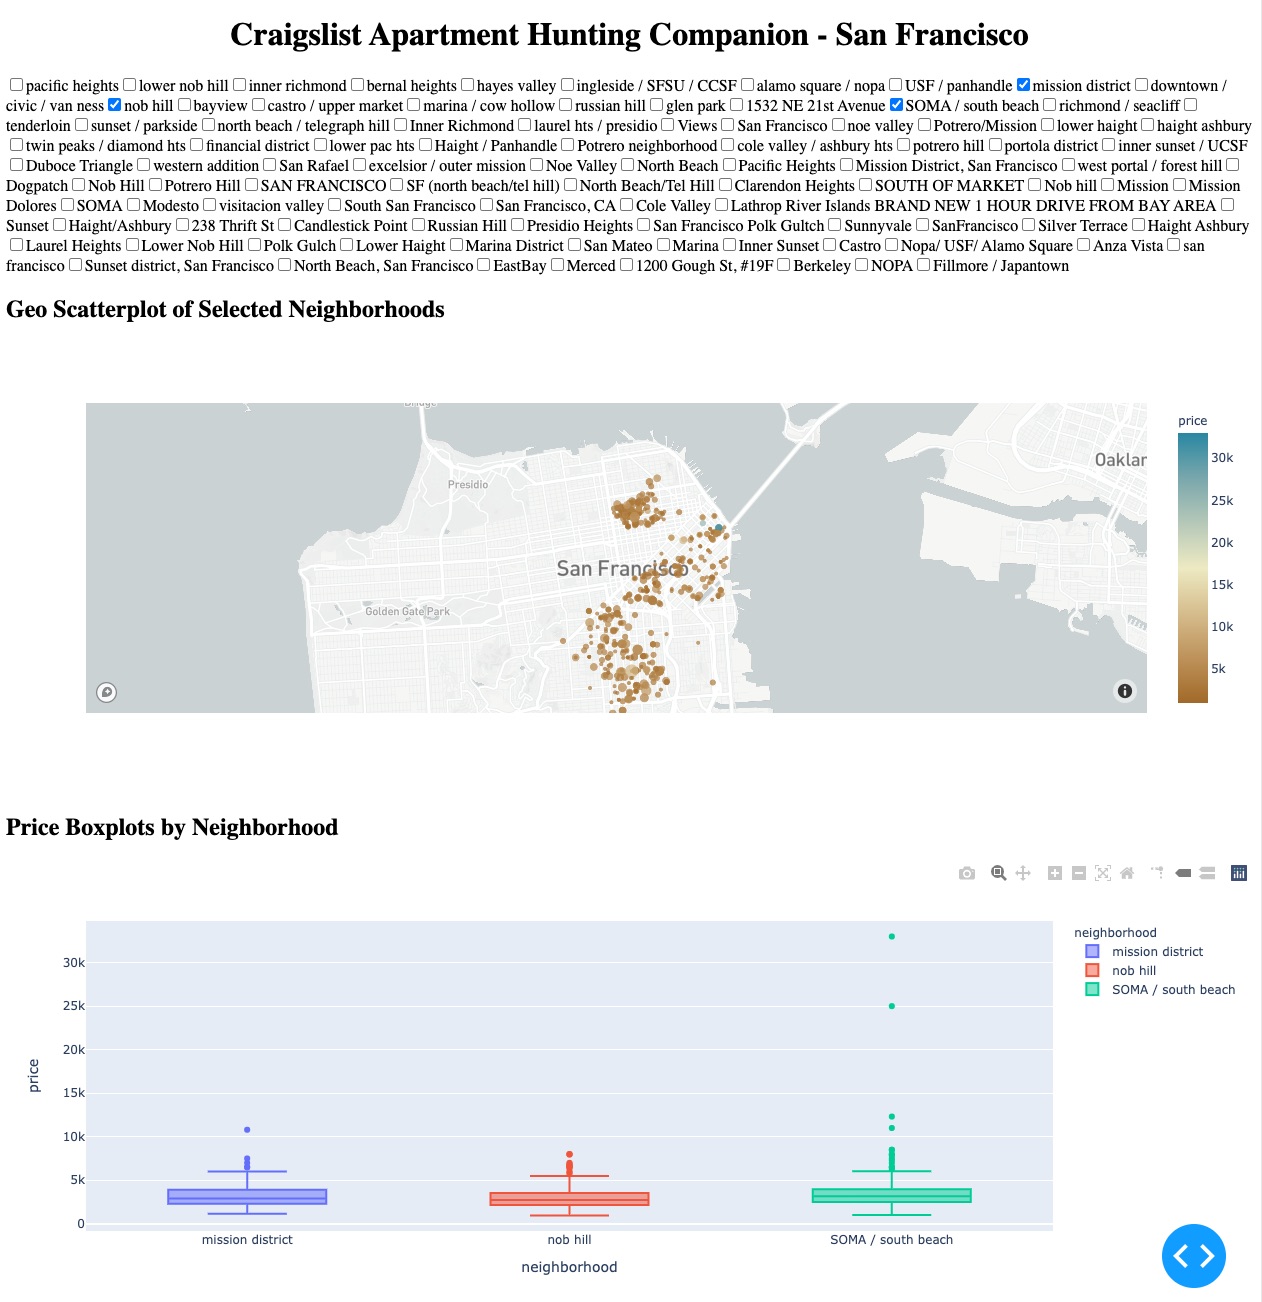 Craigslist Apartment Hunting Companion - San Francisco
pacific heights lower nob hill inner richmond bernal heights hayes valley ingleside / SFSU / CCSF alamo square / nopa USF / panhandle mission district downtown /
civic / van ness nob hill bayview castro / upper market marina / cow hollow russian hill glen park 1532 NE 21st Avenue SOMA / south beach richmond / seacliff
tenderloin sunset / parkside north beach / telegraph hill Inner Richmond laurel hts / presidio Views San Francisco noe valley Potrero/Mission lower haight haight ashbury
twin peaks / diamond hts financial district lower pac hts Haight / Panhandle Potrero neighborhood cole valley / ashbury hts potrero hill portola district inner sunset / UCSF
Duboce Triangle western addition San Rafael excelsior / outer mission Noe Valley North Beach Pacific Heights Mission District, San Francisco west portal / forest hill
Dogpatch Nob Hill Potrero Hill SAN FRANCISCO SF (north beach/tel hill) North Beach/Tel Hill Clarendon Heights SOUTH OF MARKET Nob hill Mission Mission
Dolores SOMA Modesto visitacion valley South San Francisco San Francisco, CA Cole Valley Lathrop River Islands BRAND NEW 1 HOUR DRIVE FROM BAY AREA
Sunset Haight/Ashbury 238 Thrift St Candlestick Point Russian Hill Presidio Heights San Francisco Polk Gultch Sunnyvale SanFrancisco Silver Terrace Haight Ashbury
Laurel Heights Lower Nob Hill Polk Gulch Lower Haight Marina District San Mateo Marina Inner Sunset Castro Nopa/ USF/ Alamo Square Anza Vista san
francisco Sunset district, San Francisco North Beach, San Francisco EastBay Merced 1200 Gough St, #19F Berkeley NOPA Fillmore / Japantown
Geo Scatterplot of Selected Neighborhoods
Bridge
Presidio
San Francisco
Golden Gate Park
Oaklan
price
30k
25k
20k
15k
10k
5k
Price Boxplots by Neighborhood
neighborhood
mission district
nob hill
SOMA / south beach
price
30k
25k
20k
15k
10k
5k
0
mission district
nob hill
SOMA / south beach
neighborhood